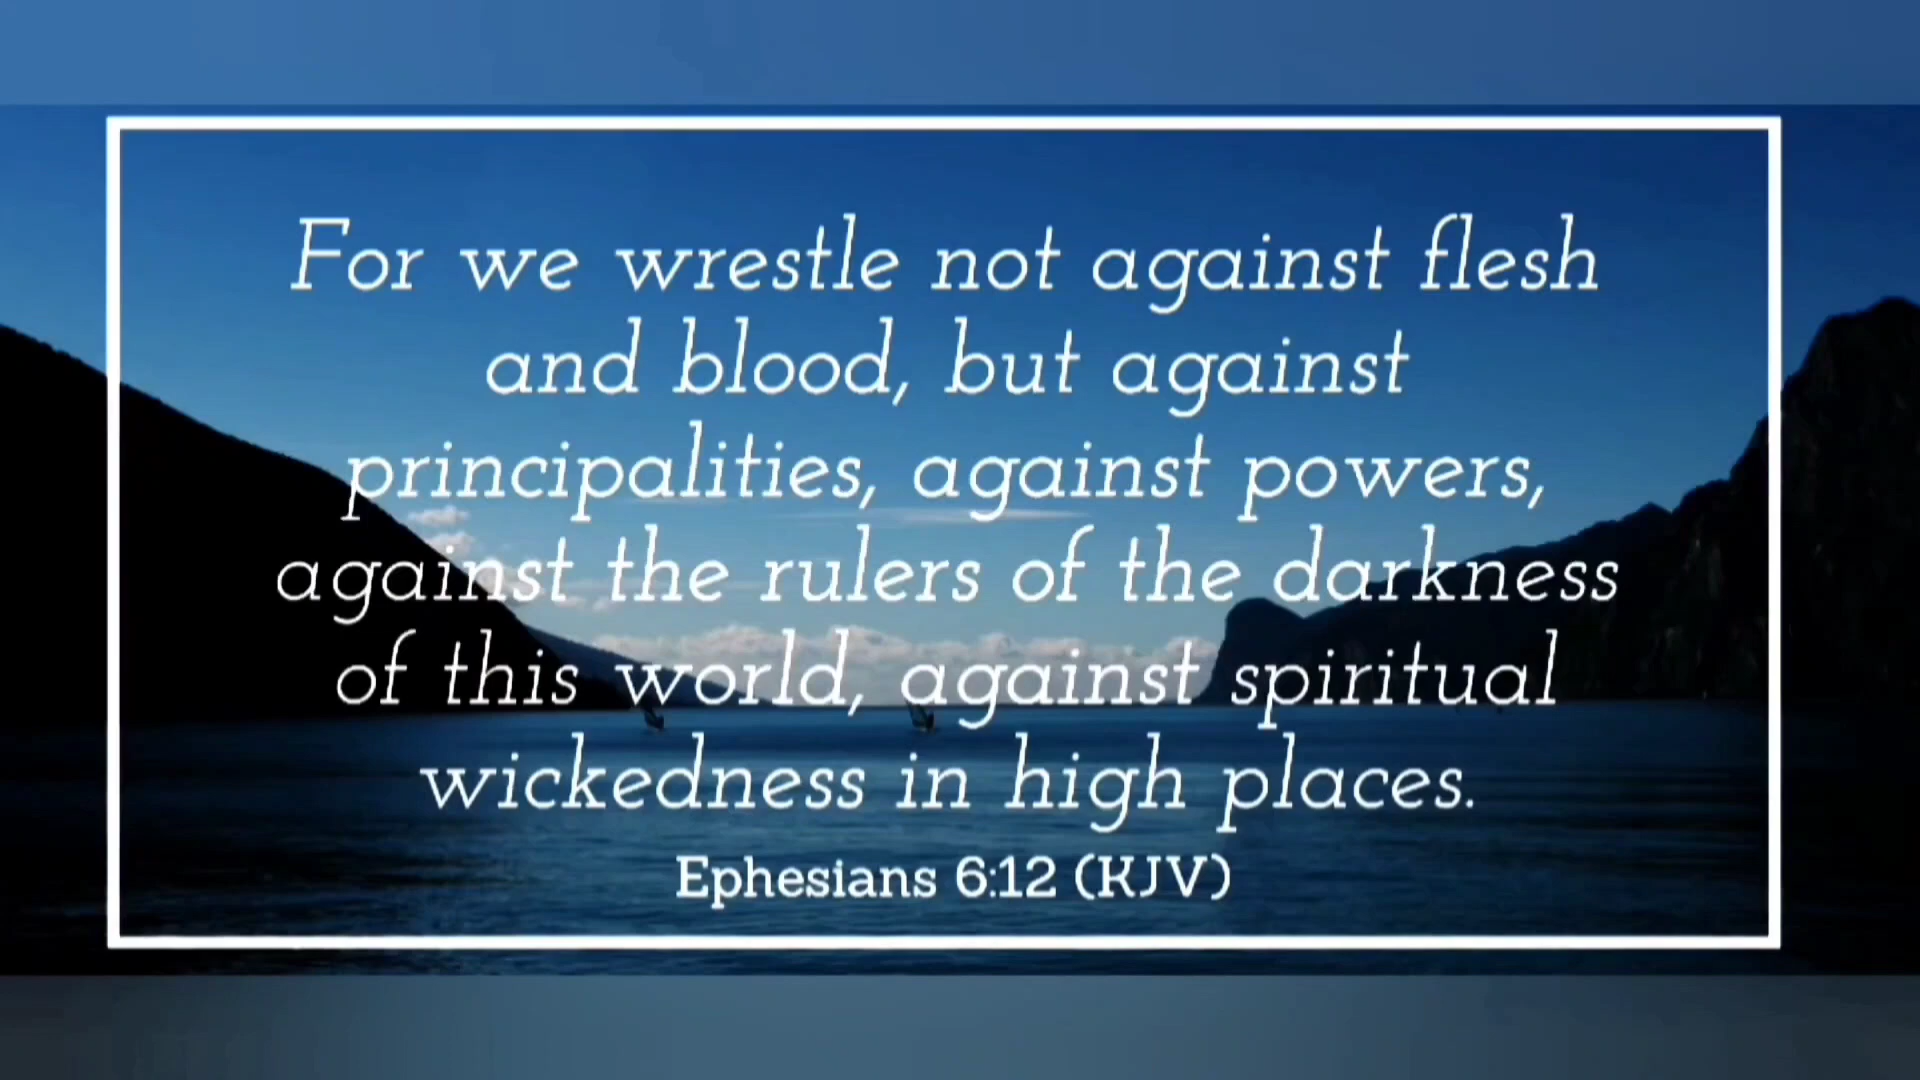 For we wrestle not against flesh
and blood, but against
principalities, against powers,
against the rulers of the darkness
of this world, against spiritual
wickedness in high places.
Ephesians 6:12 (KJV)